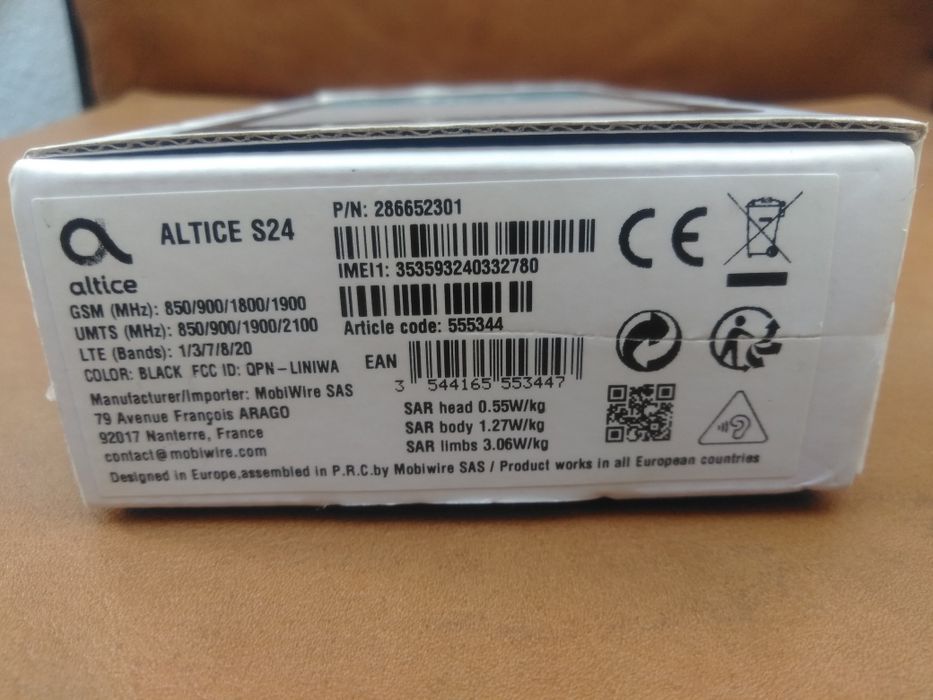 altice
ALTICE S24
P/N: 286652301
IMEI1: 353593240332780
GSM (MHz): 850/900/1800/1900
UMTS (MHz): 850/900/1900/2100
LTE (Bands): 1/3/7/8/20
COLOR: BLACK FCC ID: QPN-LINIWA
Article code: 555344
EAN
3 544165 553447
Manufacturer/Importer: MobiWire SAS
79 Avenue François ARAGO
92017 Nanterre, France
contact@mobiwire.com
SAR head 0.55W/kg
SAR body 1.27W/kg
SAR limbs 3.06W/kg
Designed in Europe,assembled in P.R.C.by Mobiwire SAS / Product works in all European countries
CE